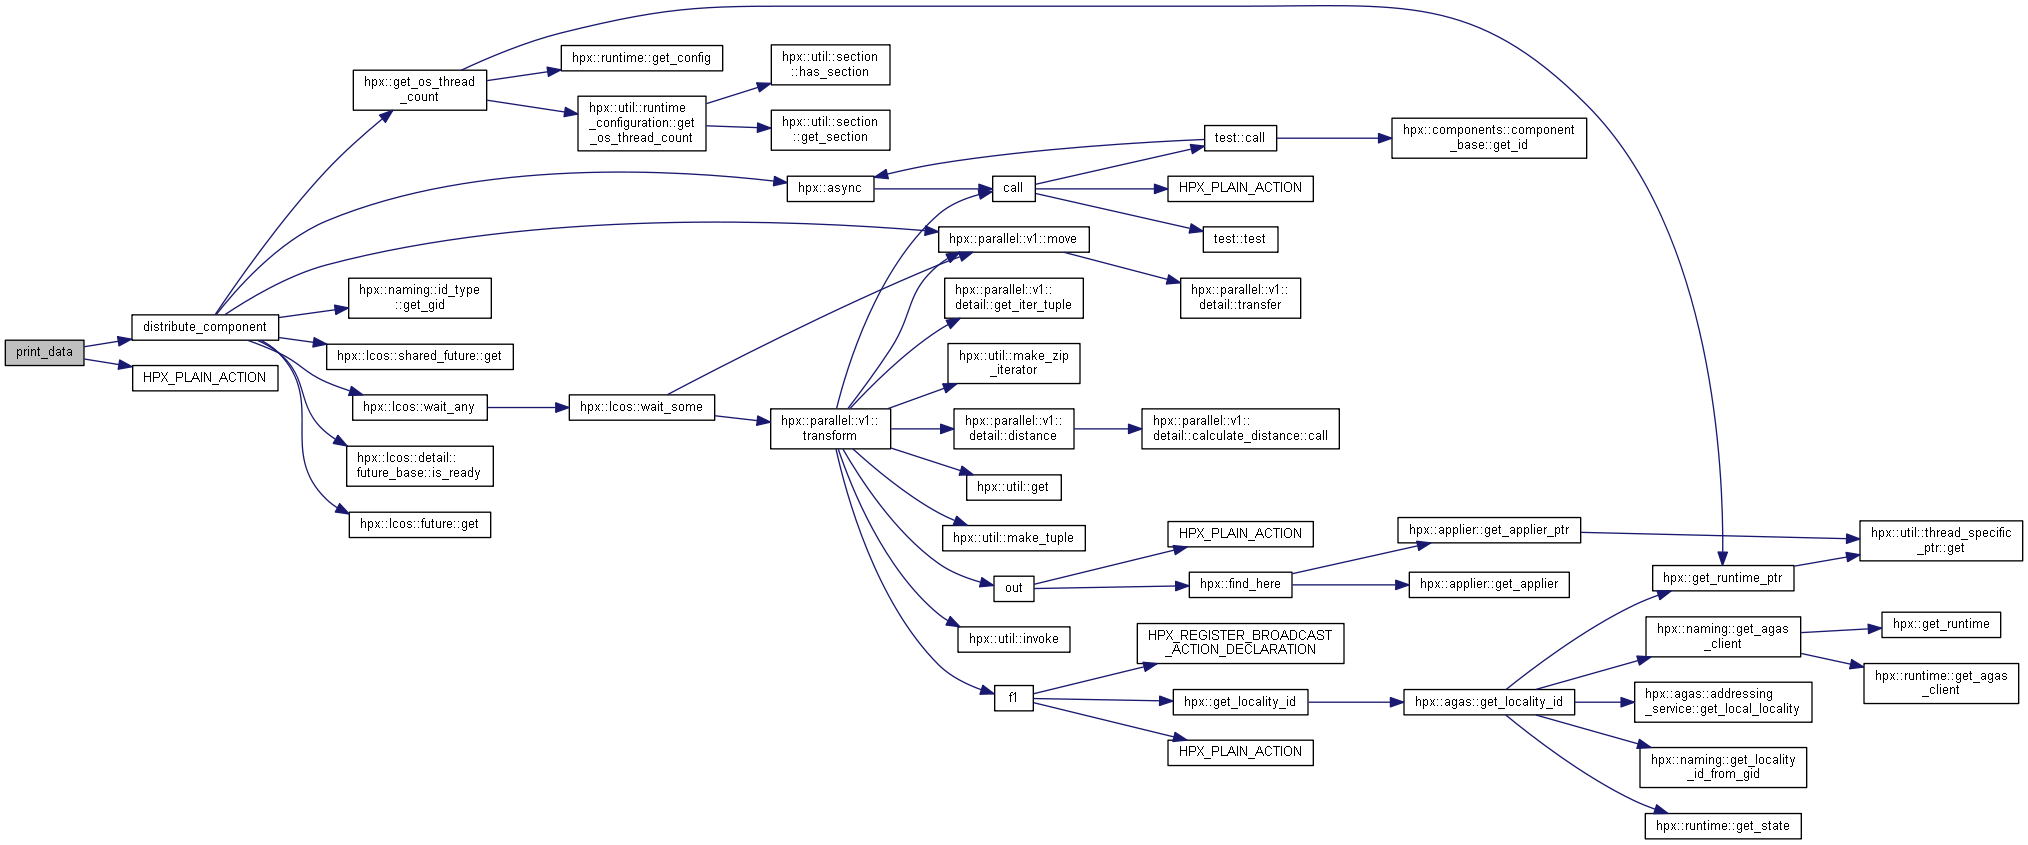 print_data
distribute_component
HPX_PLAIN_ACTION
hpx::get_os_thread
_count
hpx::naming::id_type
::get_gid
hpx::lcos::shared_future::get
hpx::lcos::wait_any
hpx::lcos::detail::
future_base::is_ready
hpx::lcos::future::get
hpx::runtime::get_config
hpx::util::runtime
_configuration::get
_os_thread_count
hpx::lcos::wait_some
hpx::util::section
::has_section
hpx::util::section
::get_section
hpx::async
hpx::parallel::v1::
transform
call
hpx::parallel::v1::move
hpx::parallel::v1::
detail::get_iter_tuple
hpx::util::make_zip
_iterator
hpx::parallel::v1::
detail::distance
hpx::util::get
hpx::util::make_tuple
out
hpx::util::invoke
f1
test::call
HPX_PLAIN_ACTION
test::test
hpx::parallel::v1::
detail::transfer
hpx::parallel::v1::
detail::calculate_distance::call
HPX_PLAIN_ACTION
hpx::find_here
HPX_REGISTER_BROADCAST
_ACTION_DECLARATION
hpx::get_locality_id
HPX_PLAIN_ACTION
hpx::components::component
_base::get_id
hpx::applier::get_applier_ptr
hpx::applier::get_applier
hpx::agas::get_locality_id
hpx::get_runtime_ptr
hpx::naming::get_agas
_client
hpx::agas::addressing
_service::get_local_locality
hpx::naming::get_locality
_id_from_gid
hpx::runtime::get_state
hpx::util::thread_specific
_ptr::get
hpx::get_runtime
hpx::runtime::get_agas
_client